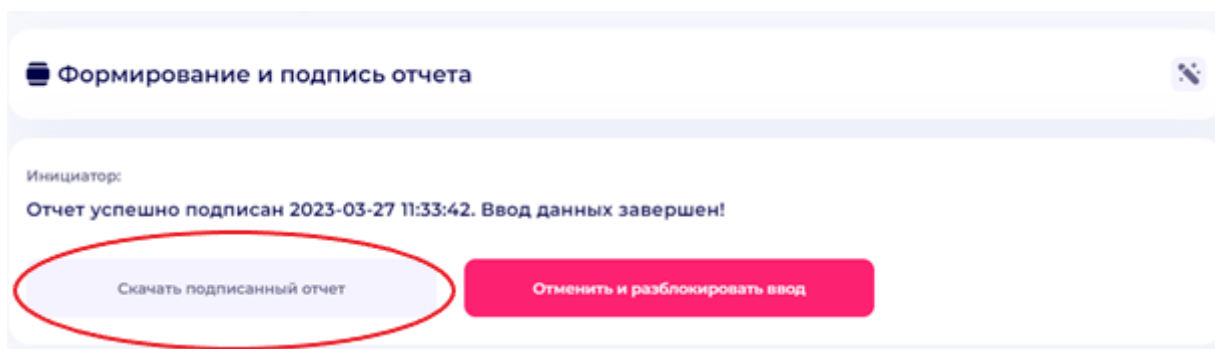 Формирование и подпись отчета
Инициатор:
Отчет успешно подписан 2023-03-27 11:33:42. Ввод данных завершен!
Скачать подписанный отчет
Отменить и разблокировать ввод